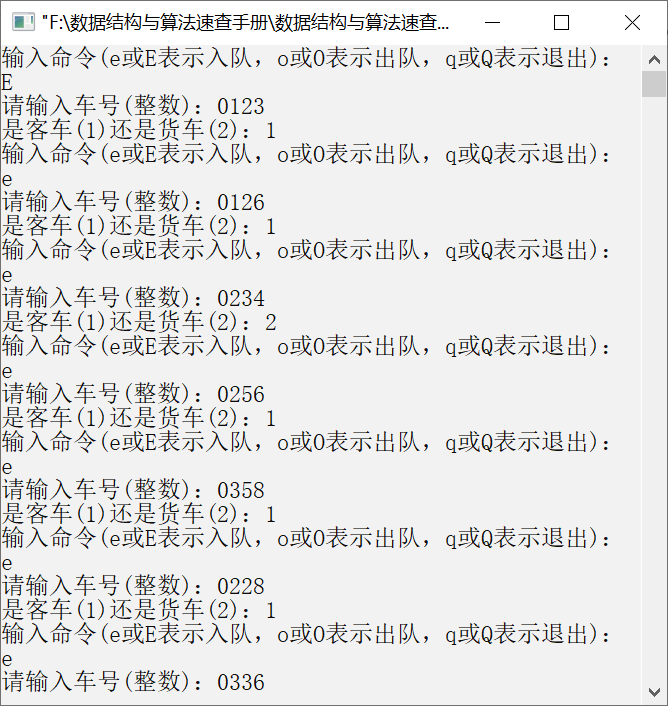 "F:\数据结构与算法速查手册\数据结构与算法速查...
输入命令(e或E表示入队，o或O表示出队，q或Q表示退出)：
E
请输入车号(整数)：0123
是客车(1)还是货车(2)：1
输入命令(e或E表示入队，o或O表示出队，q或Q表示退出)：
e
请输入车号(整数)：0126
是客车(1)还是货车(2)：1
输入命令(e或E表示入队，o或O表示出队，q或Q表示退出)：
e
请输入车号(整数)：0234
是客车(1)还是货车(2)：2
输入命令(e或E表示入队，o或O表示出队，q或Q表示退出)：
e
请输入车号(整数)：0256
是客车(1)还是货车(2)：1
输入命令(e或E表示入队，o或O表示出队，q或Q表示退出)：
e
请输入车号(整数)：0358
是客车(1)还是货车(2)：1
输入命令(e或E表示入队，o或O表示出队，q或Q表示退出)：
e
请输入车号(整数)：0228
是客车(1)还是货车(2)：1
输入命令(e或E表示入队，o或O表示出队，q或Q表示退出)：
e
请输入车号(整数)：0336